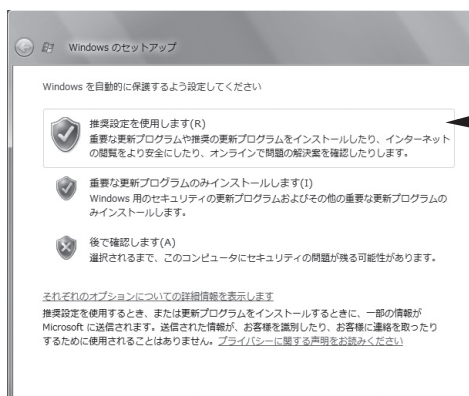 Windows のセットアップ
Windows を自動的に保護するよう設定してください
推奨設定を使用します(R)
重要な更新プログラムや推奨の更新プログラムをインストールしたり、インターネット
の閲覧をより安全にしたり、オンラインで問題の解決案を確認したりします。
重要な更新プログラムのみインストールします(I)
Windows 用のセキュリティの更新プログラムおよびその他の重要な更新プログラムの
みインストールします。
後で確認します(A)
選択されるまで、このコンピュータにセキュリティの問題が残る可能性があります。
それぞれのオプションについての詳細情報を表示します
推奨設定を使用するとき、または更新プログラムをインストールするときに、一部の情報が
Microsoft に送信されます。送信された情報が、お客様を識別したり、お客様に連絡を取ったり
するために使用されることはありません。プライバシーに関する声明をお読みください